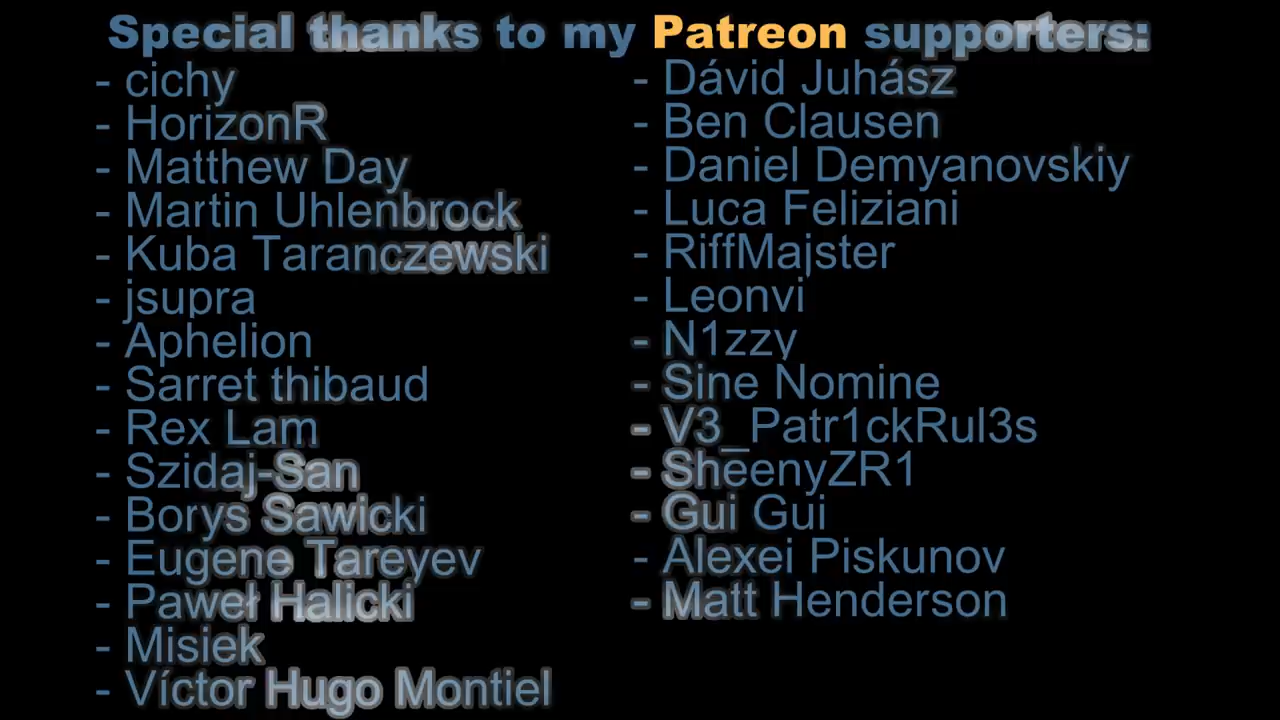 Special thanks to my Patreon supporters:
- cichy
- HorizonR
- Matthew Day
- Martin Uhlenbrock
- Kuba Taranczewski
- jsupra
- Aphelion
- Sarret thibaud
- Rex Lam
- Szidaj-San
- Borys Sawicki
- Eugene Tareyev
- Paweł Halicki
- Misiek
- Víctor Hugo Montiel
- Dávid Juhász
- Ben Clausen
- Daniel Demyanovskiy
- Luca Feliziani
- RiffMajster
- Leonvi
- N1zzy
- Sine Nomine
- V3_Patr1ckRul3s
- SheenyZR1
- Gui Gui
- Alexei Piskunov
- Matt Henderson